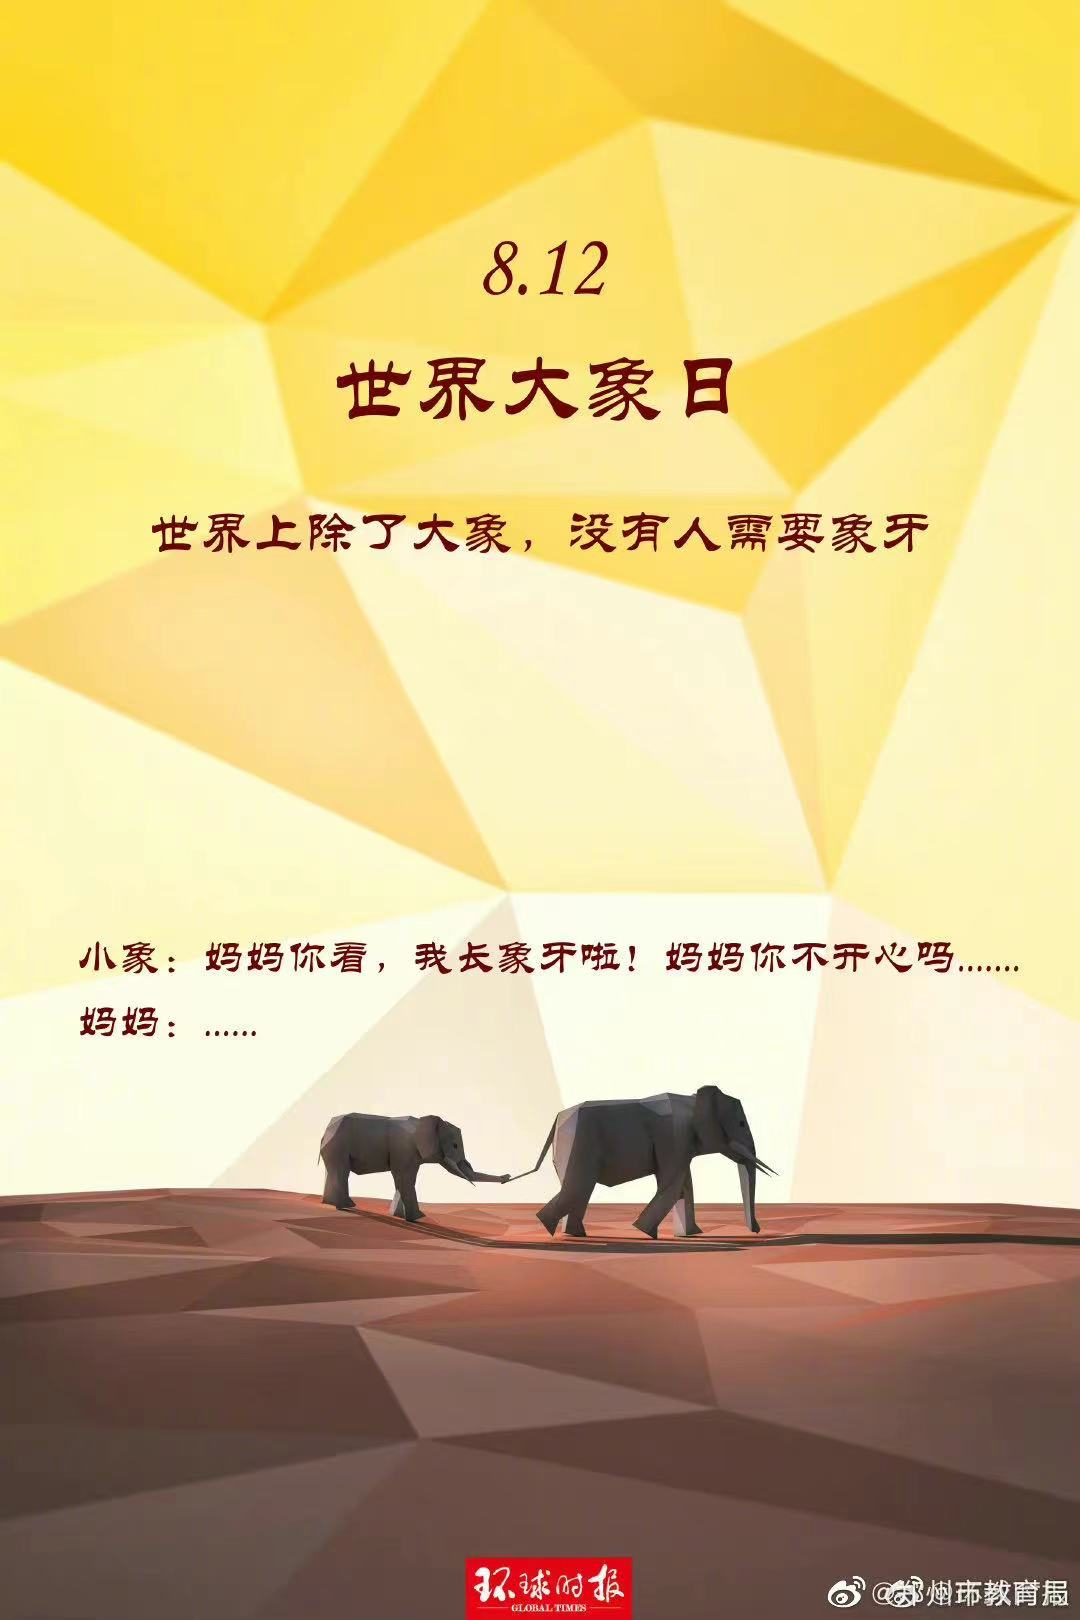 8.12
世界大象日
世界上除了大象，没有人需要象牙
小象：妈妈你看，我长象牙啦！妈妈你不开心吗.......
妈妈：......
环球时报
GLOBAL TIMES
@郑州市教育局